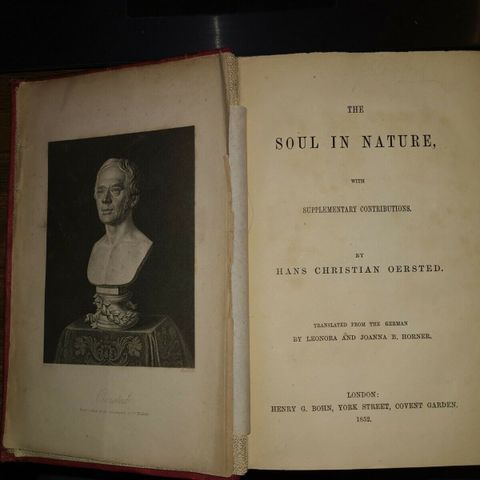 Oersted
THE
SOUL IN NATURE,
WITH
SUPPLEMENTARY CONTRIBUTIONS.
BY
HANS CHRISTIAN OERSTED.
TRANSLATED FROM THE GERMAN
BY LEONORA AND JOANNA B. HORNER.
LONDON:
HENRY G. BOHN, YORK STREET, COVENT GARDEN.
1852.